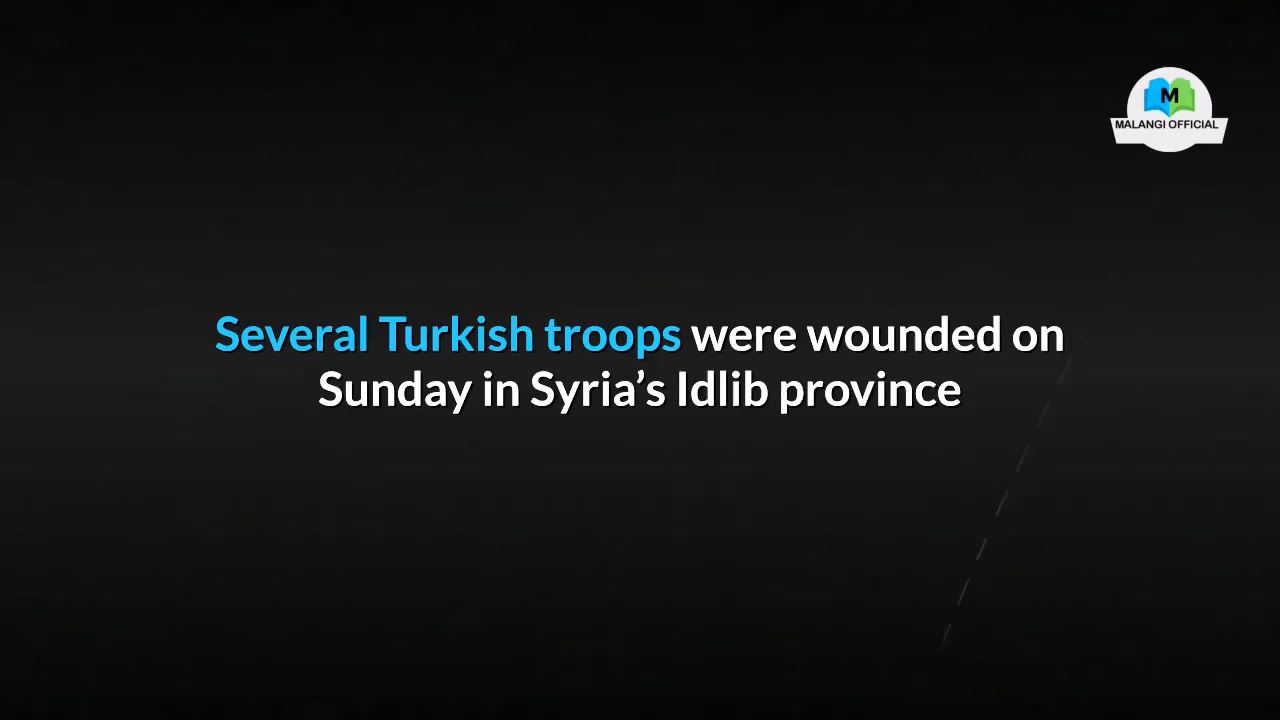 M
MALANGI OFFICIAL
Several Turkish troops were wounded on
Sunday in Syria’s Idlib province